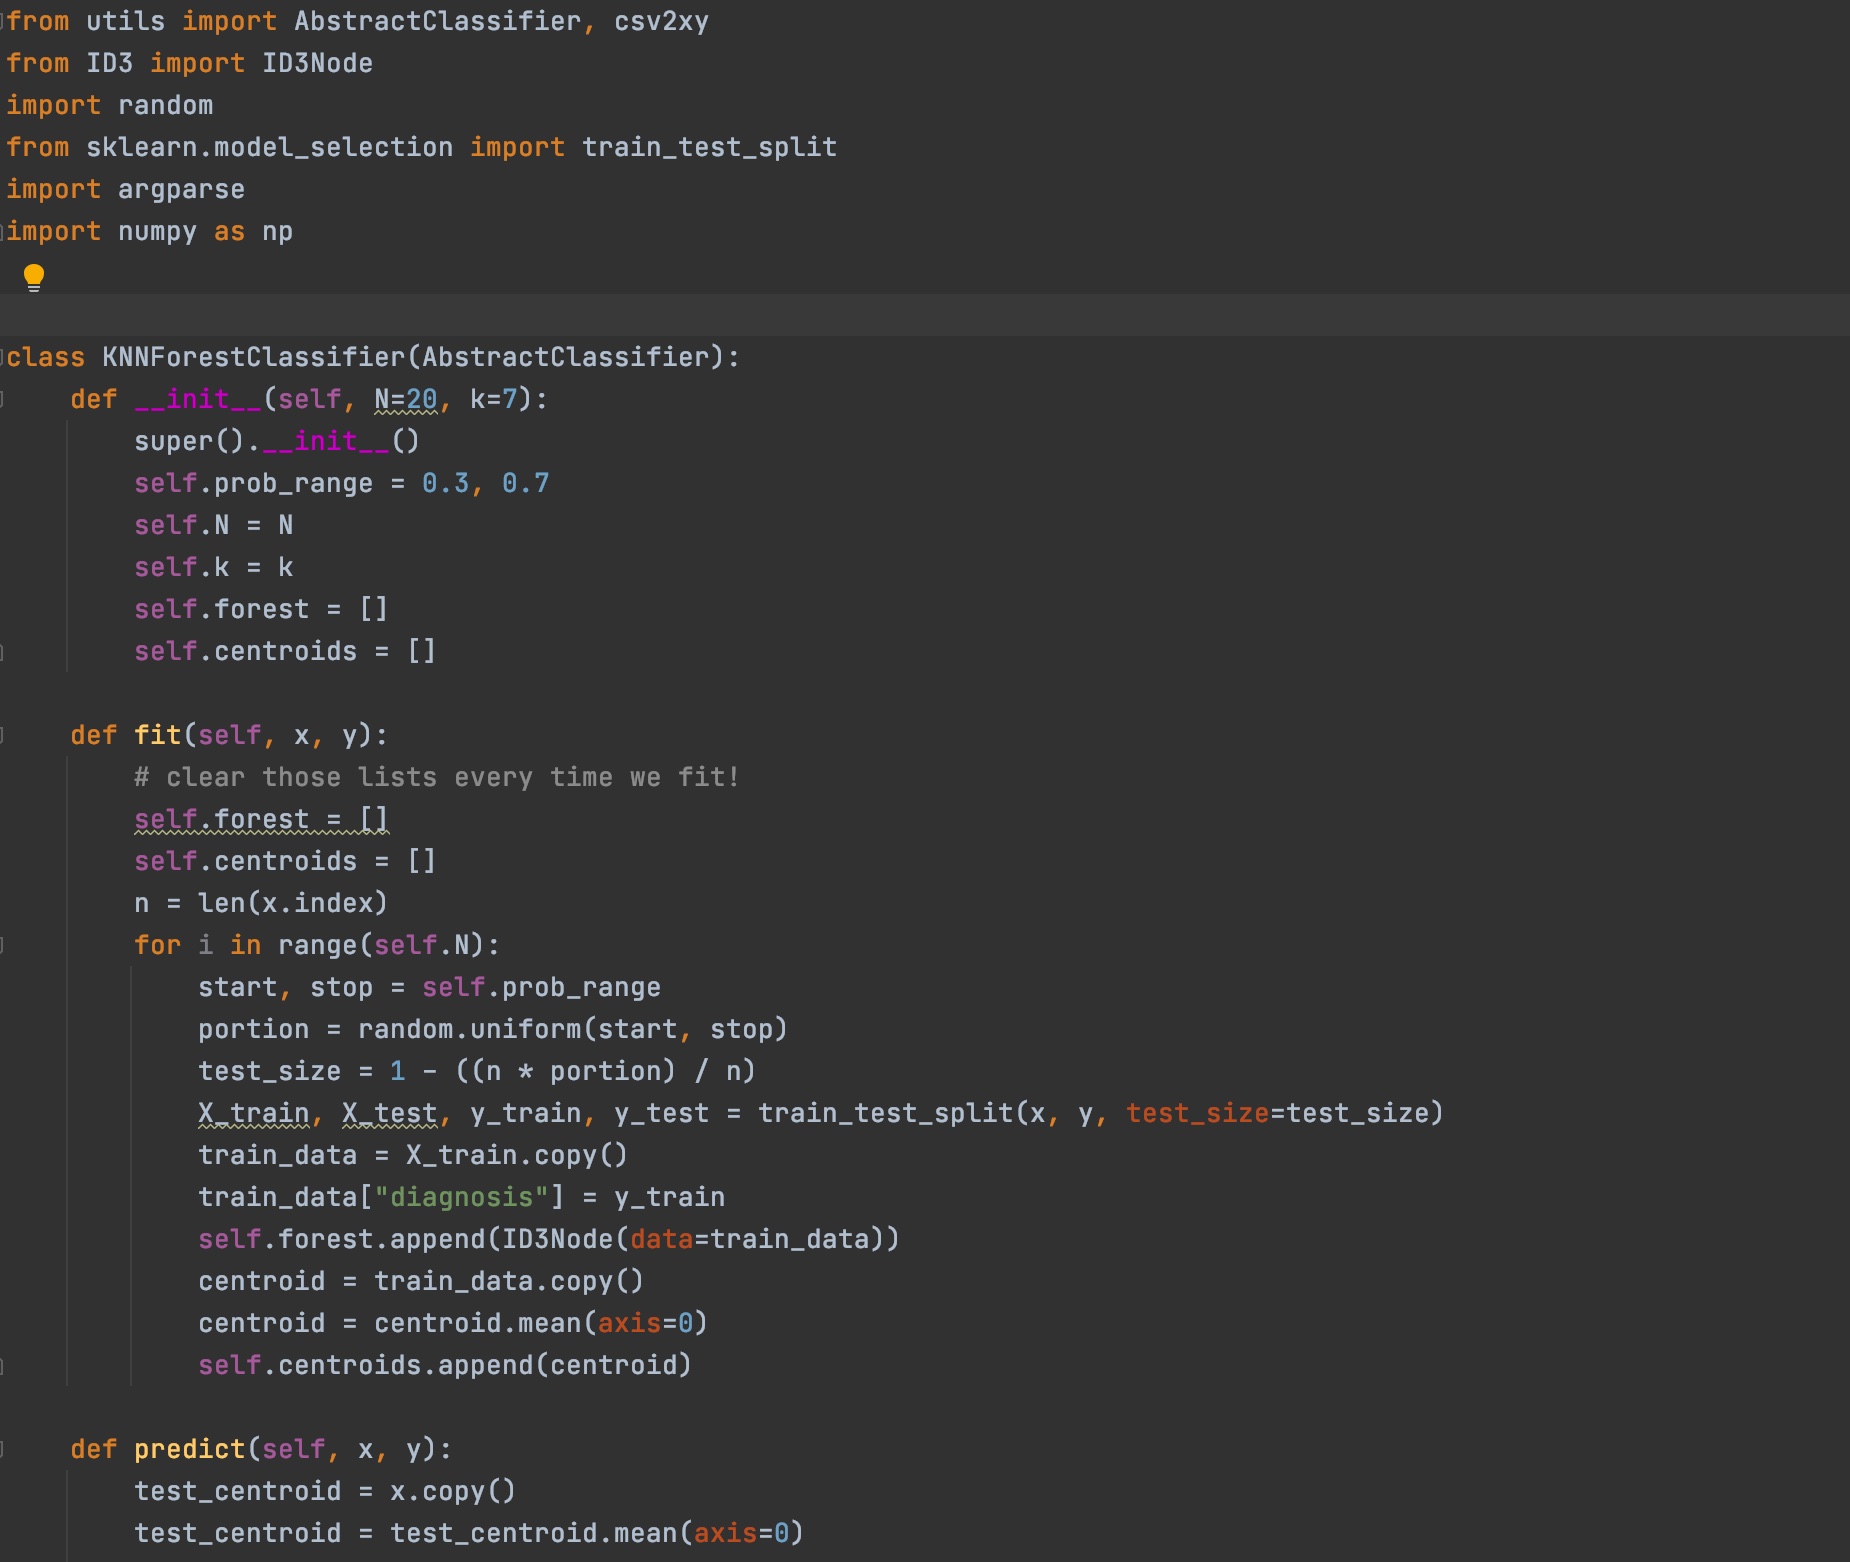 from utils import AbstractClassifier, csv2xy
from ID3 import ID3Node
import random
from sklearn.model_selection import train_test_split
import argparse
import numpy as np
class KNNForestClassifier(AbstractClassifier):
    def __init__(self, N=20, k=7):
        super().__init__()
        self.prob_range = 0.3, 0.7
        self.N = N
        self.k = k
        self.forest = []
        self.centroids = []
    def fit(self, x, y):
        # clear those lists every time we fit!
        self.forest = []
        self.centroids = []
        n = len(x.index)
        for i in range(self.N):
            start, stop = self.prob_range
            portion = random.uniform(start, stop)
            test_size = 1 - ((n * portion) / n)
            X_train, X_test, y_train, y_test = train_test_split(x, y, test_size=test_size)
            train_data = X_train.copy()
            train_data["diagnosis"] = y_train
            self.forest.append(ID3Node(data=train_data))
            centroid = train_data.copy()
            centroid = centroid.mean(axis=0)
            self.centroids.append(centroid)
    def predict(self, x, y):
        test_centroid = x.copy()
        test_centroid = test_centroid.mean(axis=0)